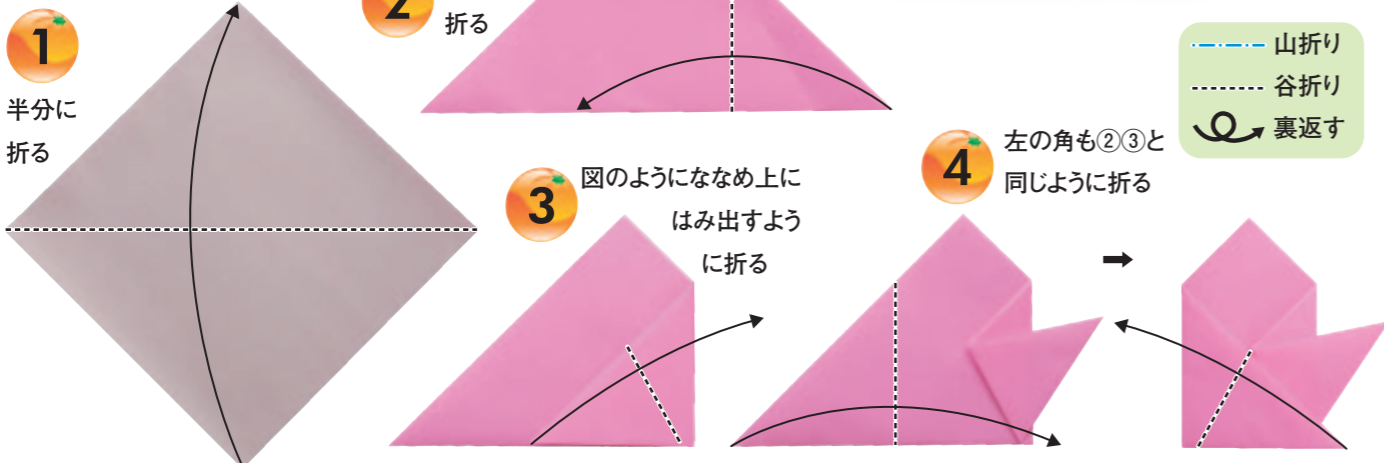 1
半分に
折る
2
折る
3
図のようにななめ上に
はみ出すよう
に折る
4
左の角も②③と
同じように折る
山折り
谷折り
裏返す